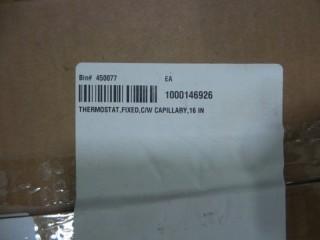 Bin# 450077 EA
1000146926
THERMOSTAT,FIXED,C/W CAPILLARY,16 IN